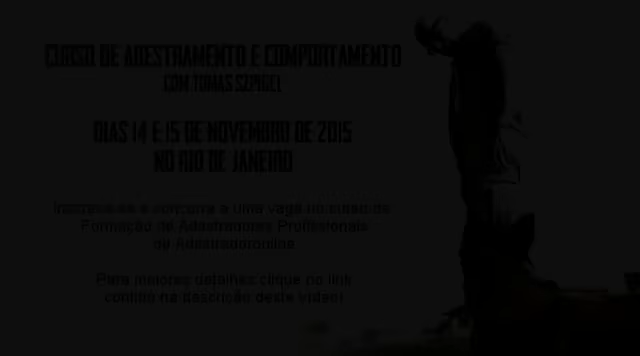 CURSO DE ADESTRAMENTO E COMPORTAMENTO
COM TOMAS SZPIGEL
DIAS 14 E 15 DE NOVEMBRO DE 2015
NO RIO DE JANEIRO
Inscreva-se e concorra a uma vaga no curso de
Formação de Adestradores Profissionais
do Adestradoronline
Para maiores detalhes clique no link
contido na descrição deste vídeo!